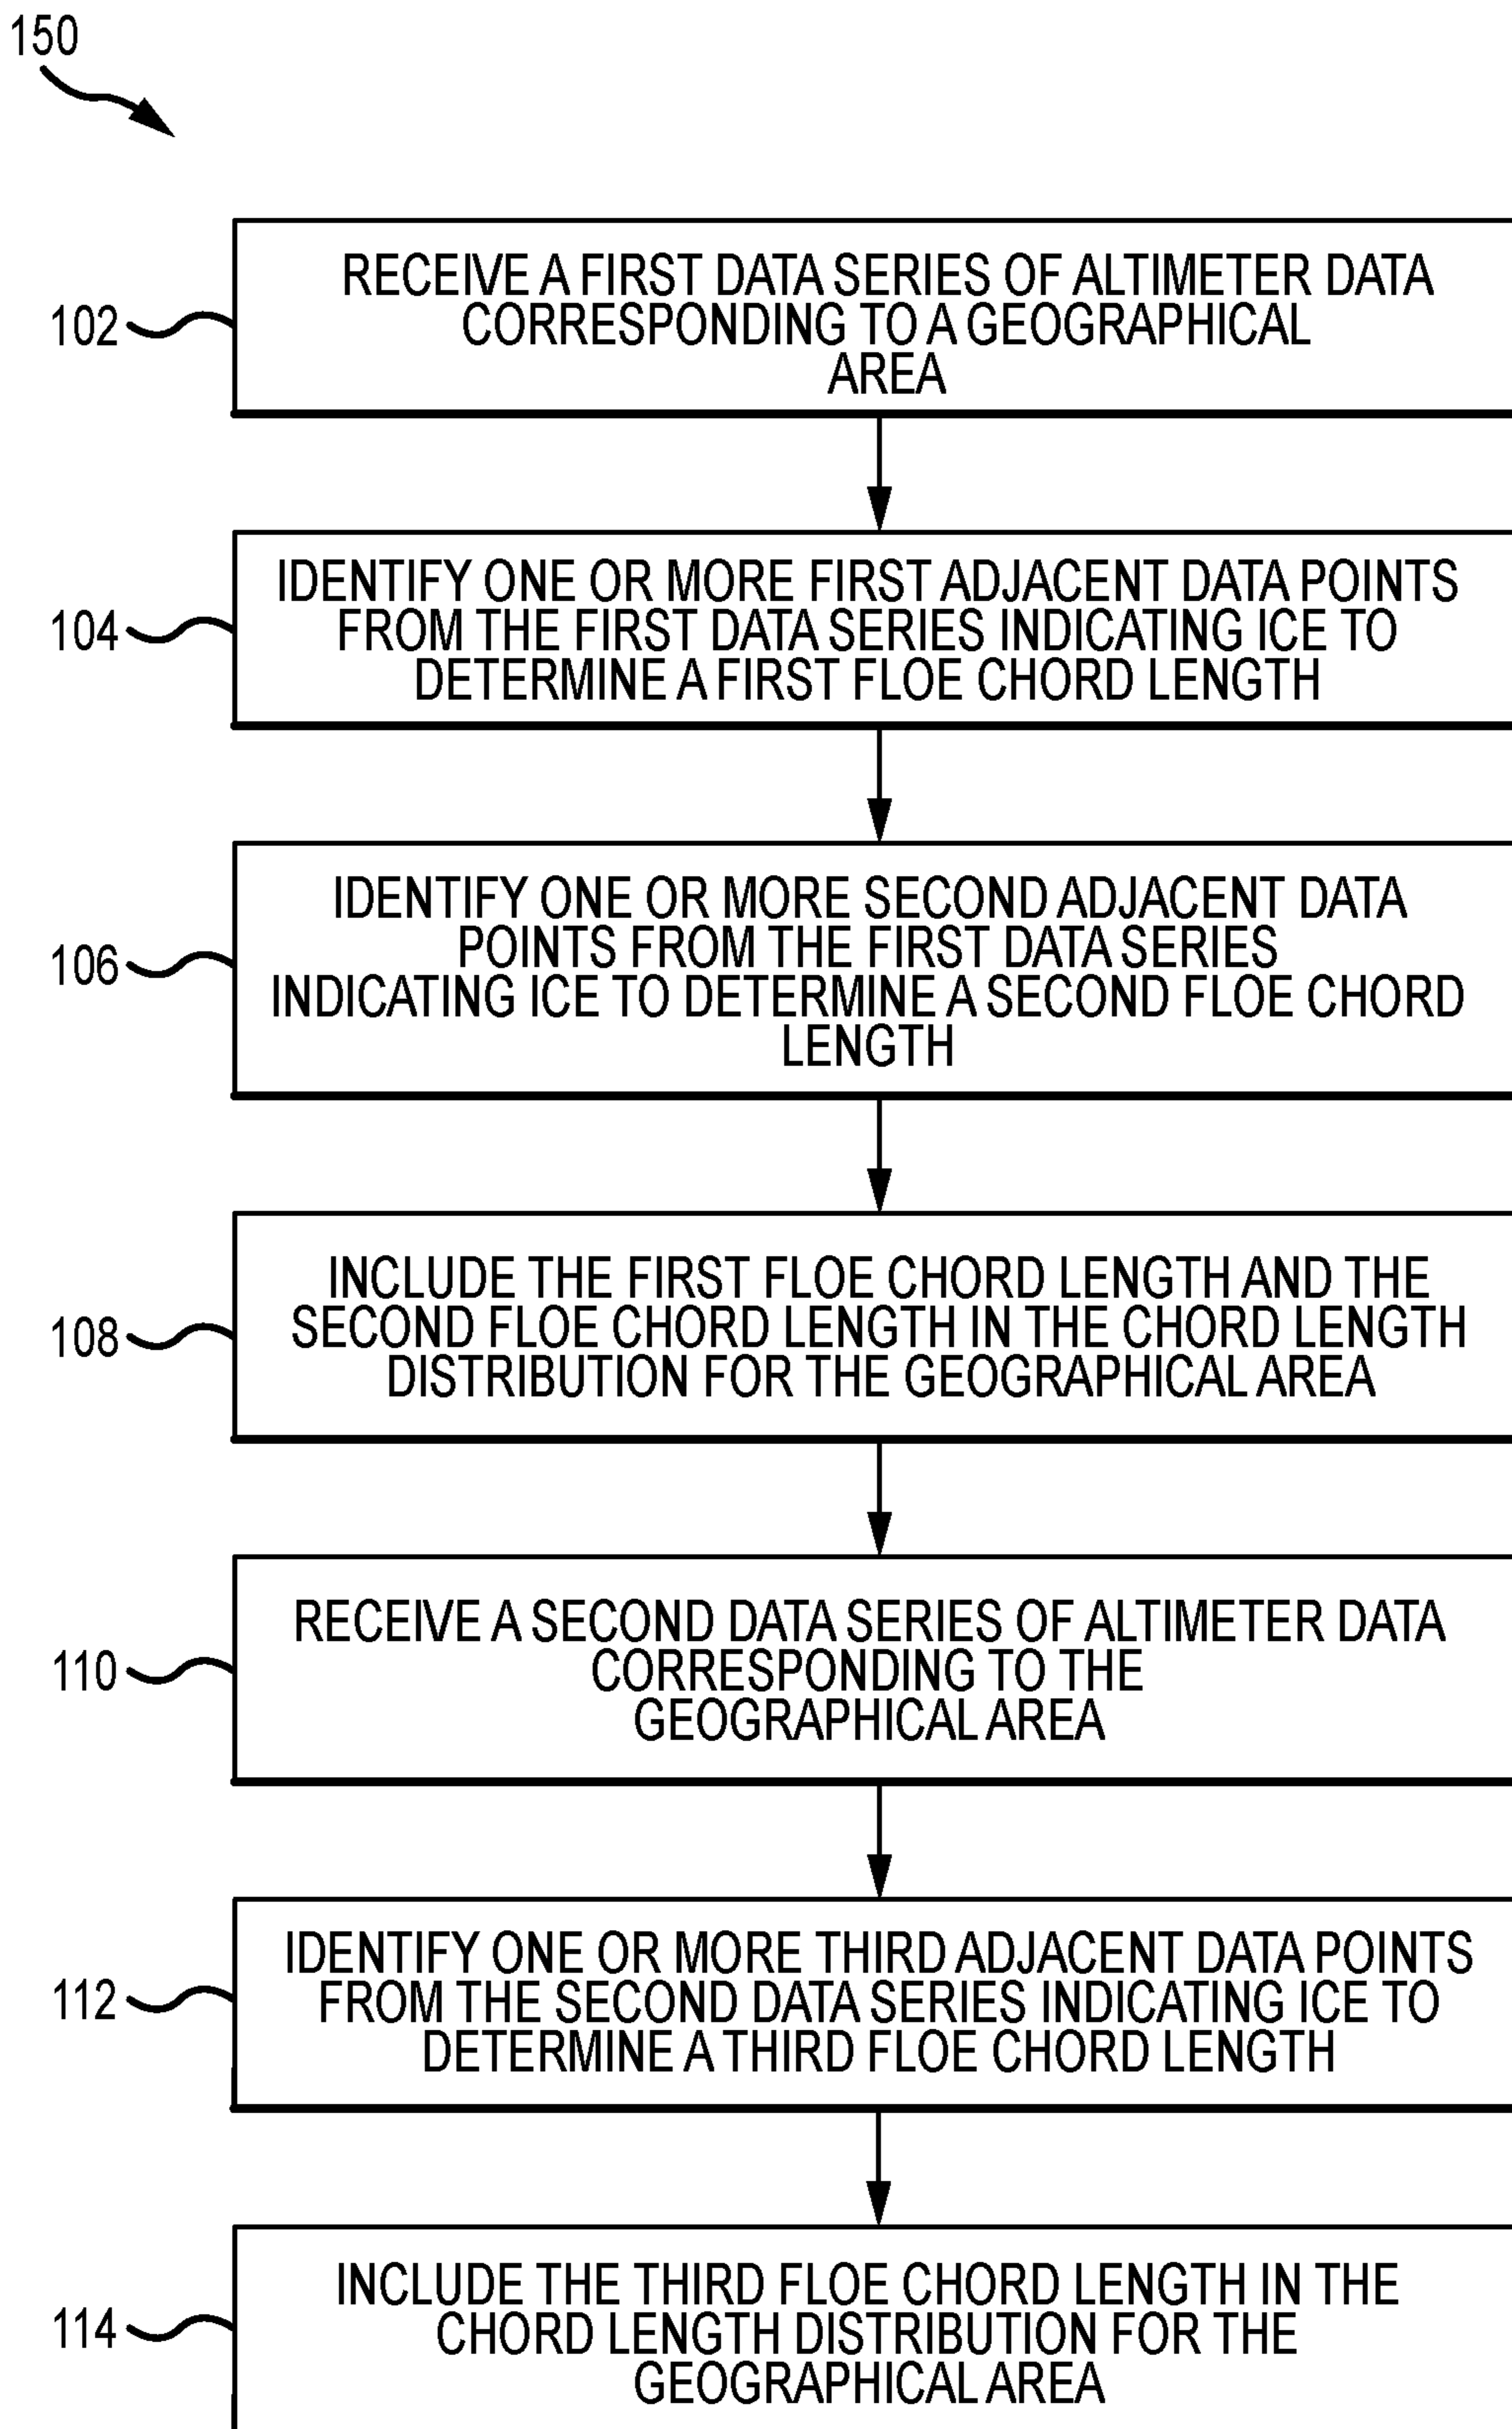 150
102
RECEIVE A FIRST DATA SERIES OF ALTIMETER DATA
CORRESPONDING TO A GEOGRAPHICAL
AREA
104
IDENTIFY ONE OR MORE FIRST ADJACENT DATA POINTS
FROM THE FIRST DATA SERIES INDICATING ICE TO
DETERMINE A FIRST FLOE CHORD LENGTH
106
IDENTIFY ONE OR MORE SECOND ADJACENT DATA
POINTS FROM THE FIRST DATA SERIES
INDICATING ICE TO DETERMINE A SECOND FLOE CHORD
LENGTH
108
INCLUDE THE FIRST FLOE CHORD LENGTH AND THE
SECOND FLOE CHORD LENGTH IN THE CHORD LENGTH
DISTRIBUTION FOR THE GEOGRAPHICAL AREA
110
RECEIVE A SECOND DATA SERIES OF ALTIMETER DATA
CORRESPONDING TO THE
GEOGRAPHICAL AREA
112
IDENTIFY ONE OR MORE THIRD ADJACENT DATA POINTS
FROM THE SECOND DATA SERIES INDICATING ICE TO
DETERMINE A THIRD FLOE CHORD LENGTH
114
INCLUDE THE THIRD FLOE CHORD LENGTH IN THE
CHORD LENGTH DISTRIBUTION FOR THE
GEOGRAPHICAL AREA